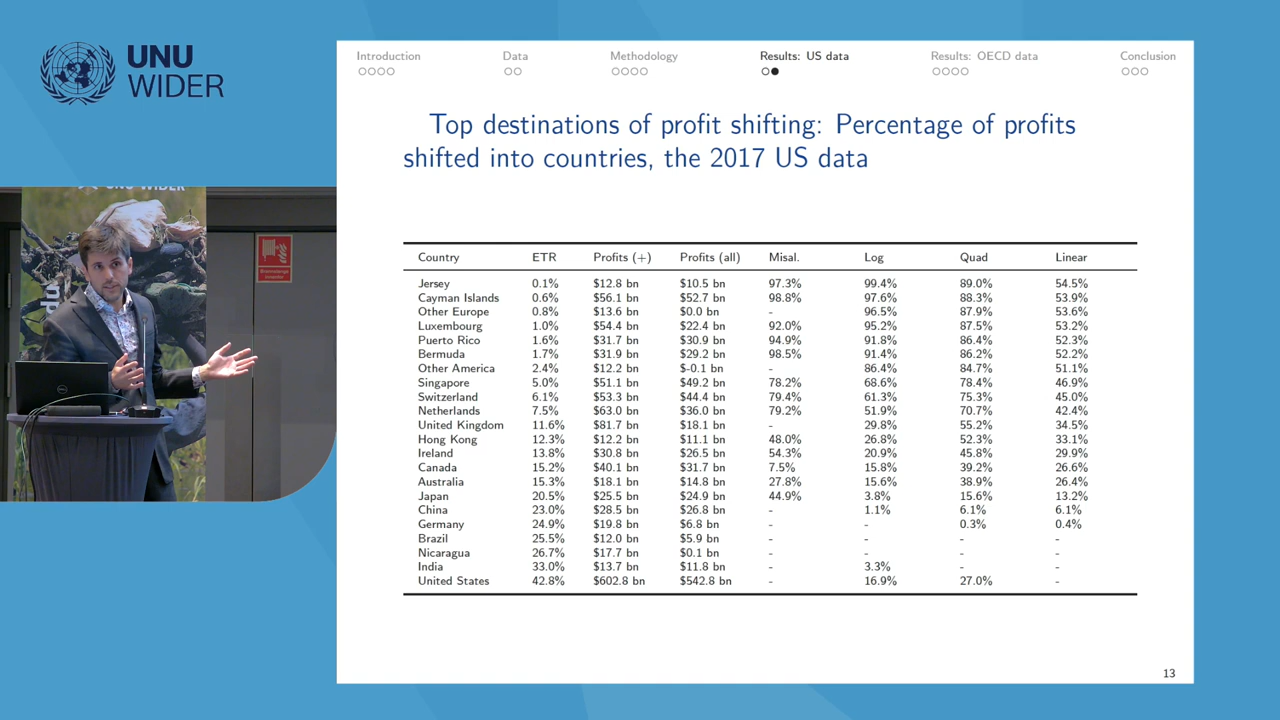 UNU
WIDER
Introduction Data Methodology Results: US data Results: OECD data Conclusion
Top destinations of profit shifting: Percentage of profits
shifted into countries, the 2017 US data
Country ETR Profits (+) Profits (all) Misal. Log Quad Linear
Jersey 0.1% $12.8 bn $10.5 bn 97.3% 99.4% 89.0% 54.5%
Cayman Islands 0.6% $56.1 bn $52.7 bn 98.8% 97.6% 88.3% 53.9%
Other Europe 0.8% $13.6 bn $0.0 bn - 96.5% 87.9% 53.6%
Luxembourg 1.0% $54.4 bn $22.4 bn 92.0% 95.2% 87.5% 53.2%
Puerto Rico 1.6% $31.7 bn $30.9 bn 94.9% 91.8% 86.4% 52.3%
Bermuda 1.7% $31.9 bn $29.2 bn 98.5% 91.4% 86.2% 52.2%
Other America 2.4% $12.2 bn $-0.1 bn - 86.4% 84.7% 51.1%
Singapore 5.0% $51.1 bn $49.2 bn 78.2% 68.6% 78.4% 46.9%
Switzerland 6.1% $53.3 bn $44.4 bn 79.4% 61.3% 75.3% 45.0%
Netherlands 7.5% $63.0 bn $36.0 bn 79.2% 51.9% 70.7% 42.4%
United Kingdom 11.6% $81.7 bn $18.1 bn - 29.8% 55.2% 34.5%
Hong Kong 12.3% $12.2 bn $11.1 bn 48.0% 26.8% 52.3% 33.1%
Ireland 13.8% $30.8 bn $26.5 bn 54.3% 20.9% 45.8% 29.9%
Canada 15.2% $40.1 bn $31.7 bn 7.5% 15.8% 39.2% 26.6%
Australia 15.3% $18.1 bn $14.8 bn 27.8% 15.6% 38.9% 26.4%
Japan 20.5% $25.5 bn $24.9 bn 44.9% 3.8% 15.6% 13.2%
China 23.0% $28.5 bn $26.8 bn - 1.1% 6.1% 6.1%
Germany 24.9% $19.8 bn $6.8 bn - - 0.3% 0.4%
Brazil 25.5% $12.0 bn $5.9 bn - - - -
Nicaragua 26.7% $17.7 bn $0.1 bn - - - -
India 33.0% $13.7 bn $11.8 bn - 3.3% - -
United States 42.8% $602.8 bn $542.8 bn - 16.9% 27.0% -
13